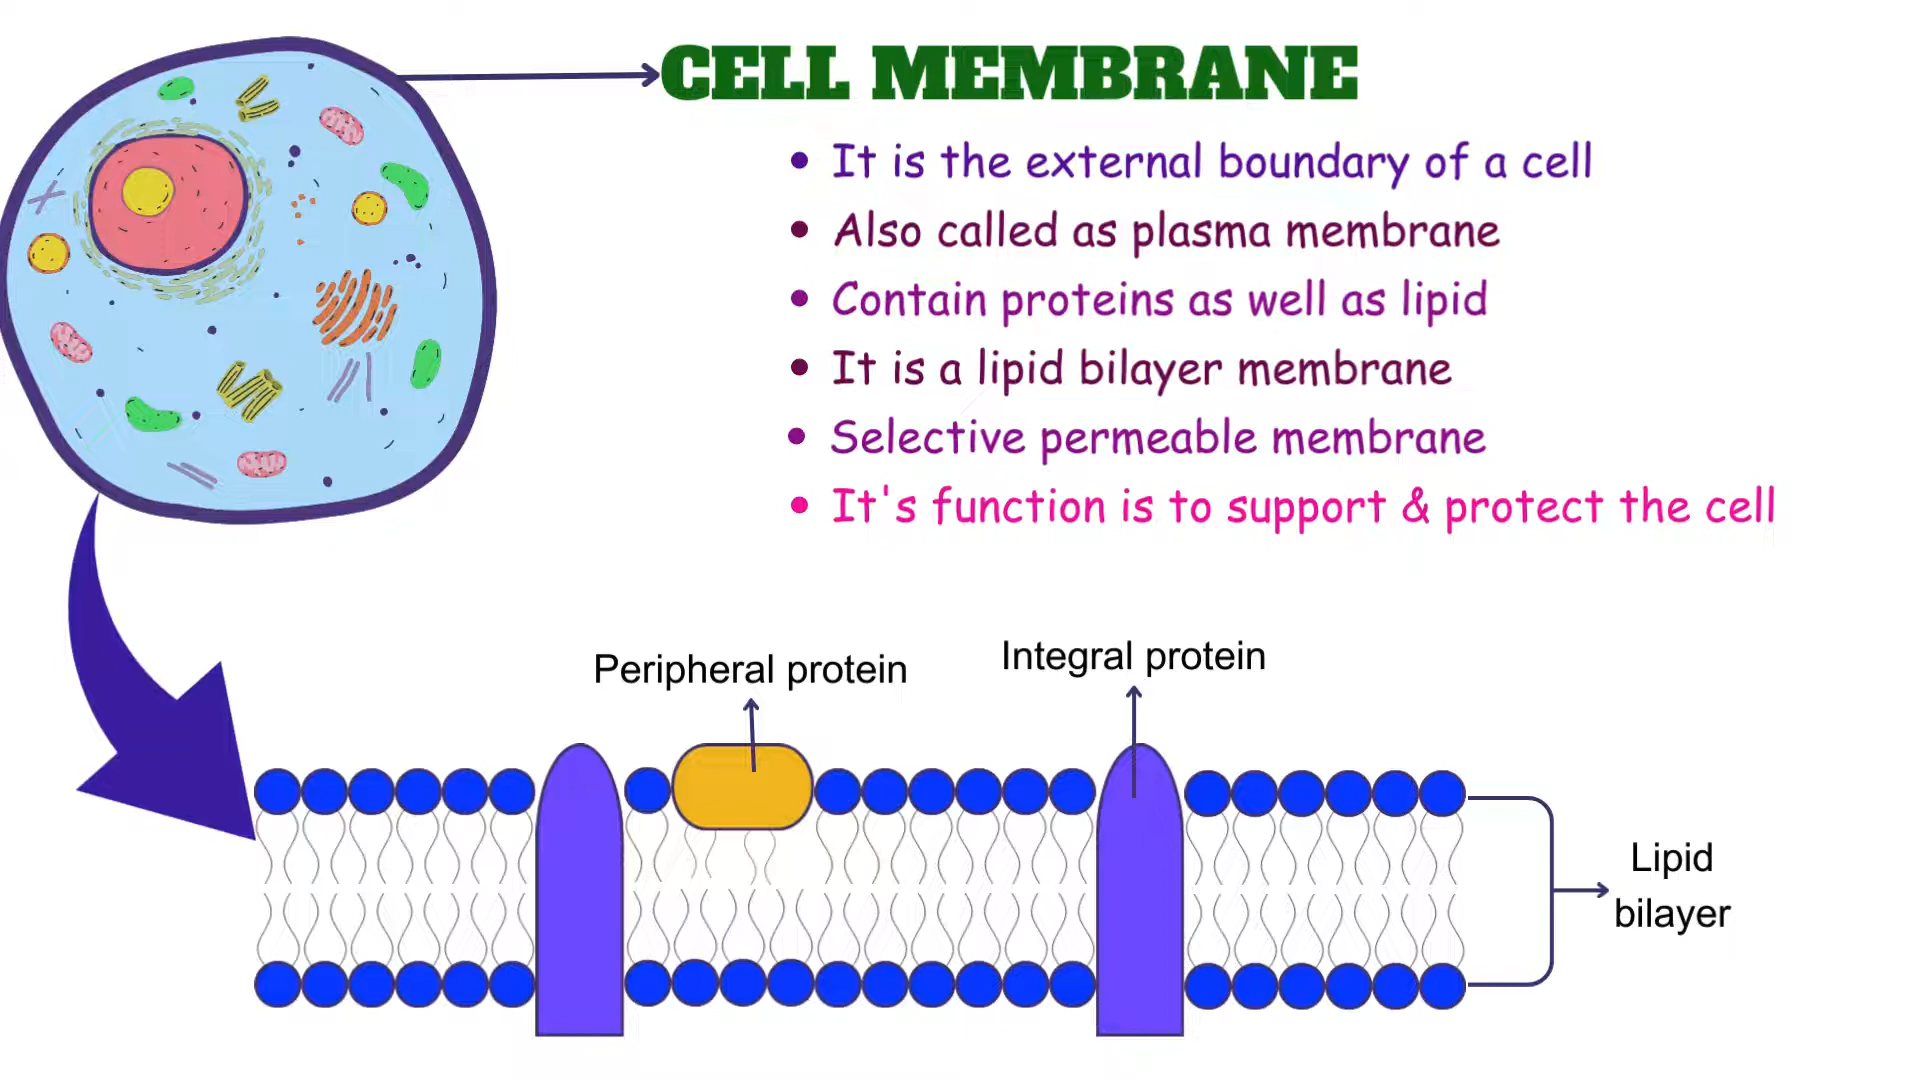 CELL MEMBRANE
• It is the external boundary of a cell
• Also called as plasma membrane
• Contain proteins as well as lipid
• It is a lipid bilayer membrane
• Selective permeable membrane
• It's function is to support & protect the cell
Peripheral protein
Integral protein
Lipid
bilayer